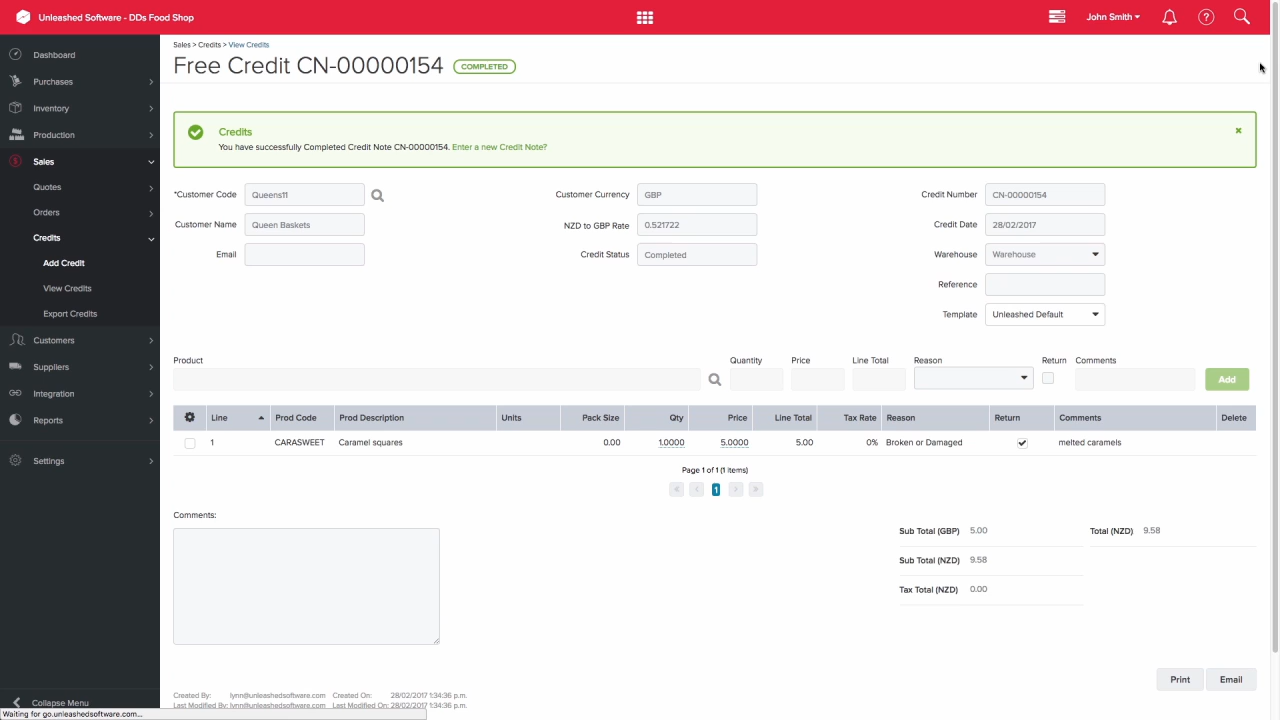 Unleashed Software - DDs Food Shop
John Smith
Dashboard
Purchases
Inventory
Production
Sales
Quotes
Orders
Credits
Add Credit
View Credits
Export Credits
Customers
Suppliers
Integration
Reports
Settings
Collapse Menu
Waiting for go.unleashedsoftware.com...
Sales > Credits > View Credits
Free Credit CN-00000154 COMPLETED
Credits
You have successfully Completed Credit Note CN-00000154. Enter a new Credit Note?
*Customer Code Queens11 Customer Currency GBP Credit Number CN-00000154
Customer Name Queen Baskets NZD to GBP Rate 0.521722 Credit Date 28/02/2017
Email Credit Status Completed Warehouse Warehouse
Reference
Template Unleashed Default
Product Quantity Price Line Total Reason Return Comments
Add
Line Prod Code Prod Description Units Pack Size Qty Price Line Total Tax Rate Reason Return Comments Delete
1 CARASWEET Caramel squares 0.00 1.0000 5.0000 5.00 0% Broken or Damaged melted caramels
Page 1 of 1 (1 items)
« ‹ 1 › »
Comments:
Sub Total (GBP) 5.00 Total (NZD) 9.58
Sub Total (NZD) 9.58
Tax Total (NZD) 0.00
Print Email
Created By: lynn@unleashedsoftware.com Created On: 28/02/2017 1:34:36 p.m.
Last Modified By: lynn@unleashedsoftware.com Last Modified On: 28/02/2017 1:34:36 p.m.